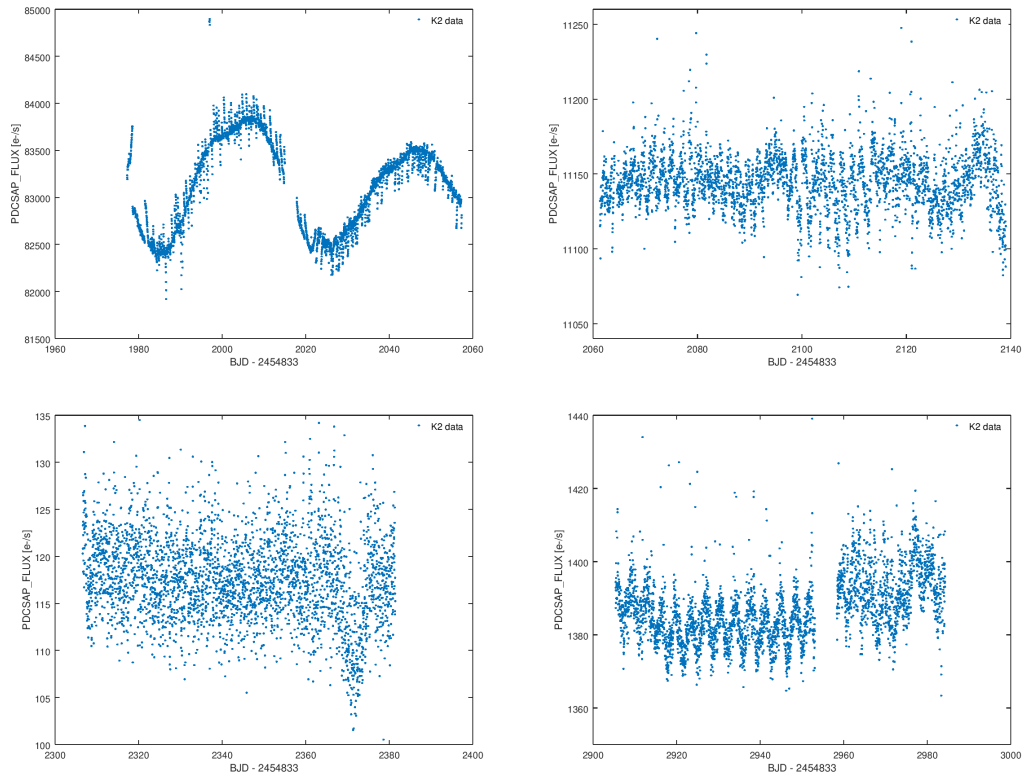 85000
84500
84000
83500
83000
82500
82000
81500
PDCSAP_FLUX [e-/s]
K2 data
1960 1980 2000 2020 2040 2060
BJD - 2454833
11250
11200
11150
11100
11050
PDCSAP_FLUX [e-/s]
K2 data
2060 2080 2100 2120 2140
BJD - 2454833
135
130
125
120
115
110
105
100
PDCSAP_FLUX [e-/s]
K2 data
2300 2320 2340 2360 2380 2400
BJD - 2454833
1440
1420
1400
1380
1360
PDCSAP_FLUX [e-/s]
K2 data
2900 2920 2940 2960 2980 3000
BJD - 2454833